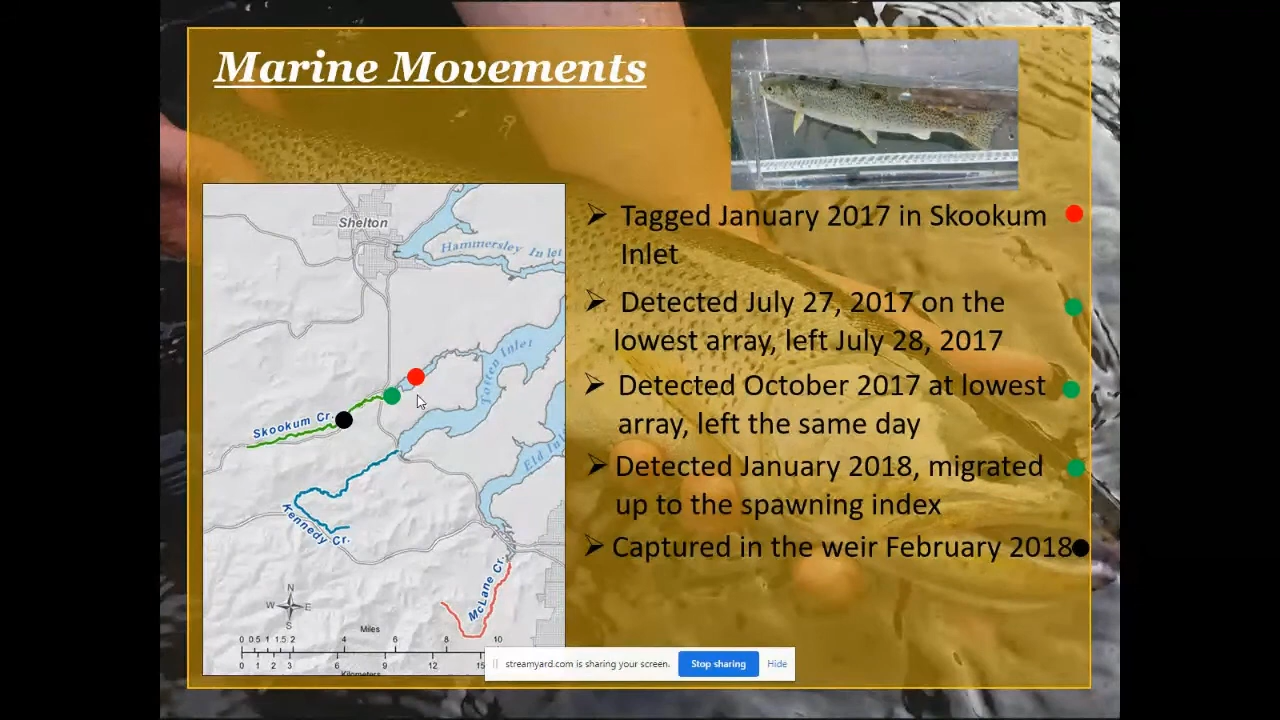 Marine Movements
➢ Tagged January 2017 in Skookum
Inlet
➢ Detected July 27, 2017 on the
lowest array, left July 28, 2017
➢ Detected October 2017 at lowest
array, left the same day
➢ Detected January 2018, migrated
up to the spawning index
➢ Captured in the weir February 2018
Shelton
Hammersley Inlet
Totten Inlet
Skookum Cr.
Eld
Kennedy Cr.
McLane Cr.
N
W E
S
Miles
0 0.5 1 1.5 2 4 6 8 10
0 1 2 3 6 9 12
Kilometers
streamyard.com is sharing your screen. Stop sharing Hide